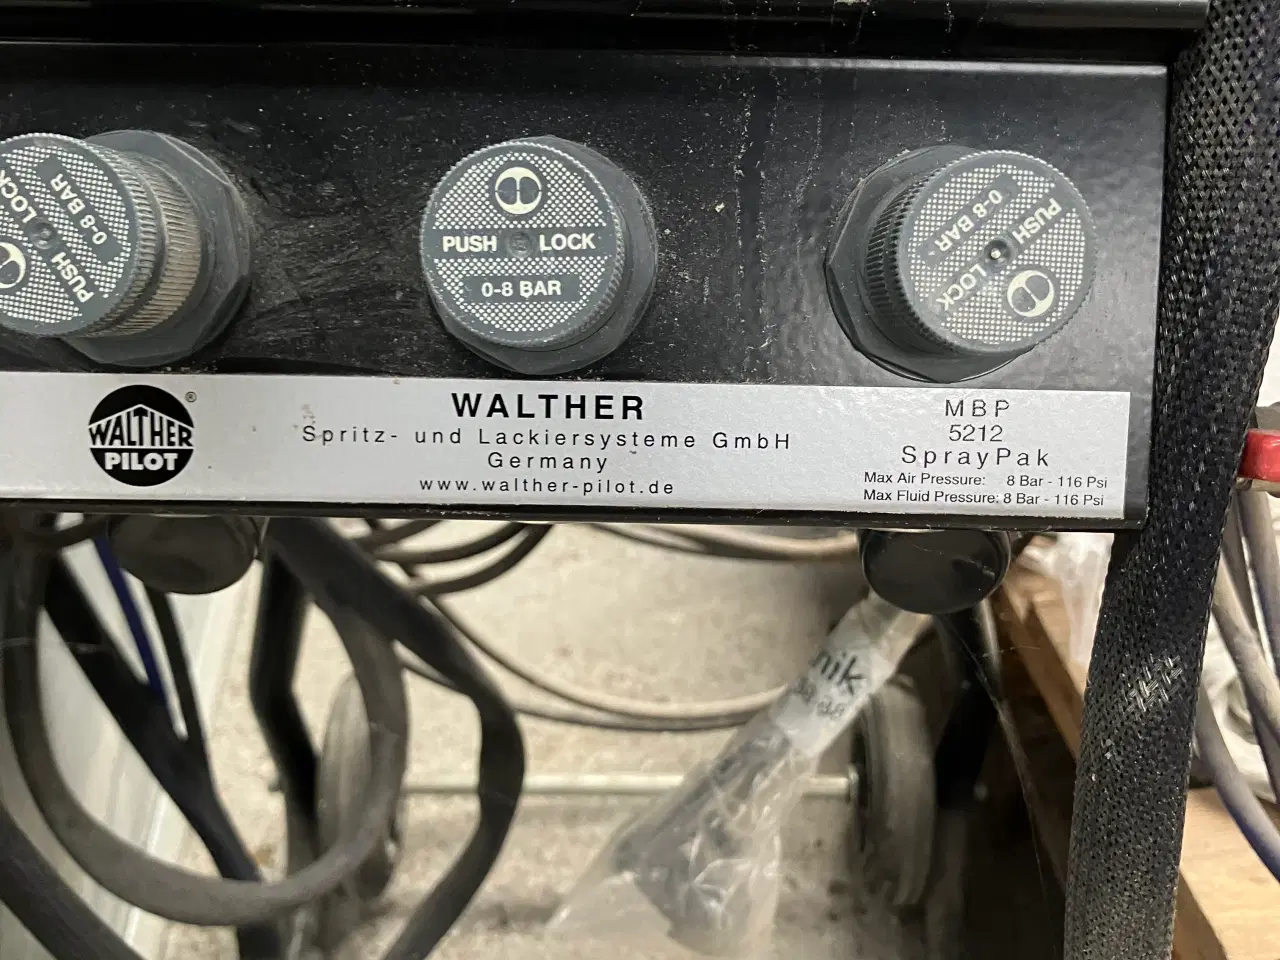 PUSH LOCK
0-8 BAR
PUSH LOCK
0-8 BAR
PUSH LOCK
0-8 BAR
WALTHER
PILOT
®
WALTHER
Spritz- und Lackiersysteme GmbH
Germany
www.walther-pilot.de
MBP
5212
SprayPak
Max Air Pressure: 8 Bar - 116 Psi
Max Fluid Pressure: 8 Bar - 116 Psi
nik